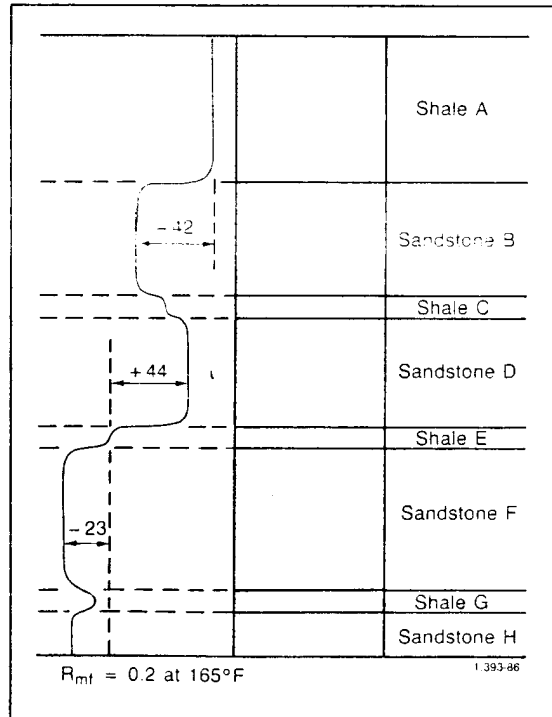 Shale A
− 42
Sandstone B
Shale C
+ 44
Sandstone D
Shale E
Sandstone F
− 23
Shale G
Sandstone H
Rmf = 0.2 at 165°F
1.393-86